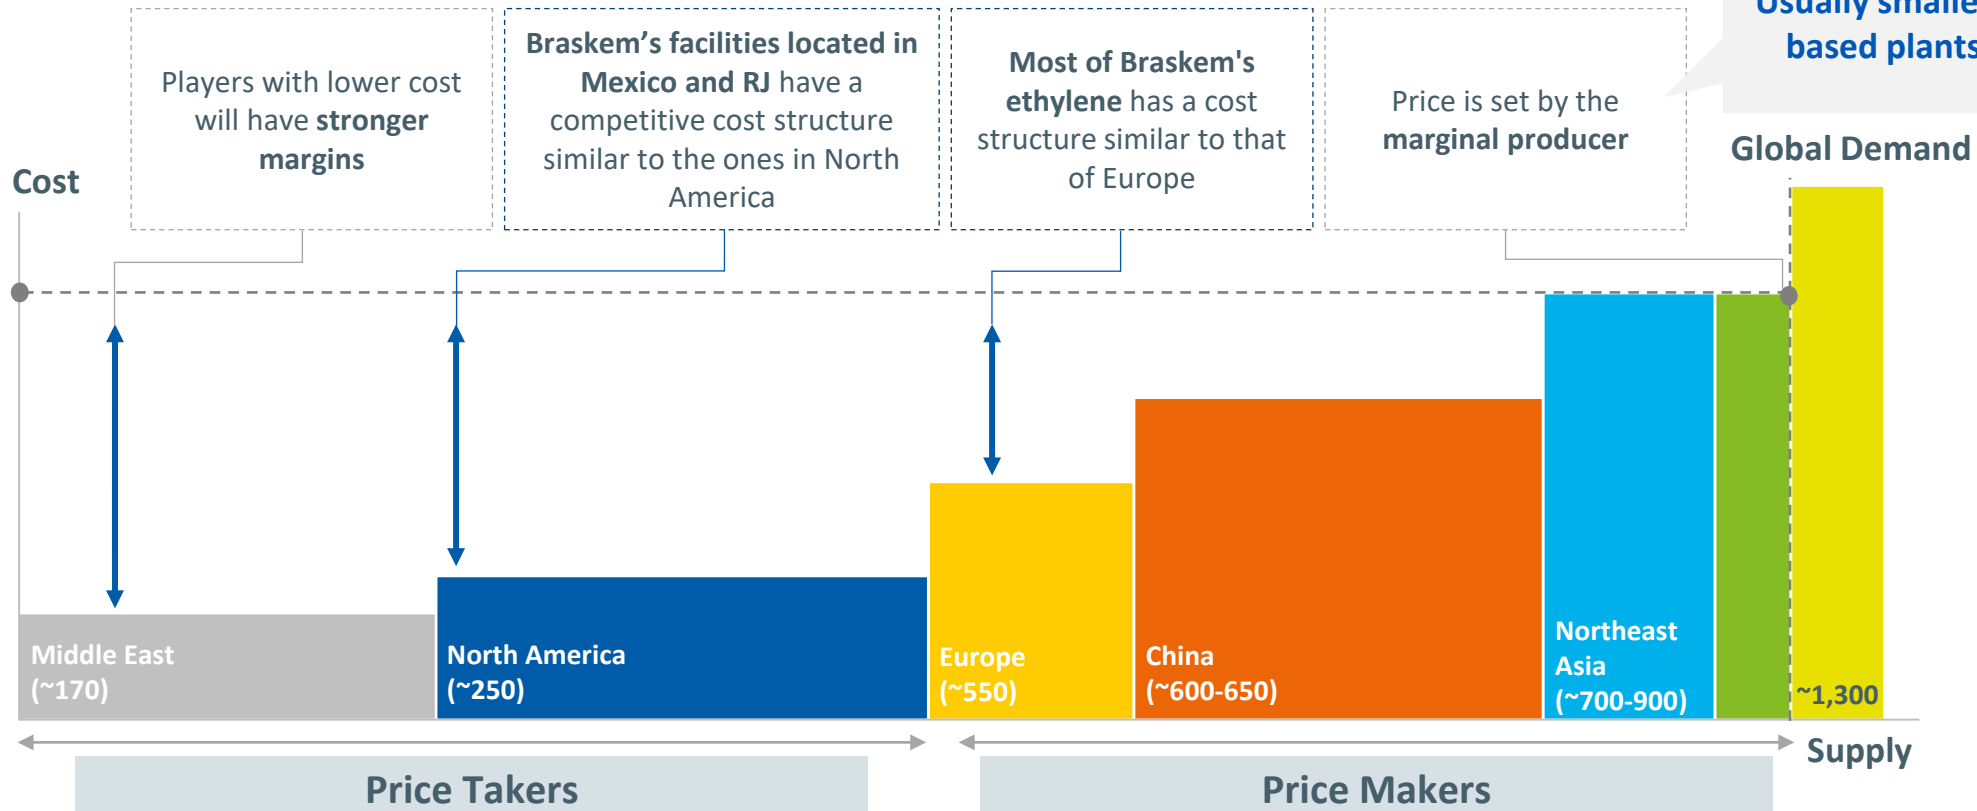 Usually smalle
based plants
Players with lower cost
will have stronger
margins
Braskem’s facilities located in
Mexico and RJ have a
competitive cost structure
similar to the ones in North
America
Most of Braskem's
ethylene has a cost
structure similar to that
of Europe
Price is set by the
marginal producer
Global Demand
Cost
Middle East
(~170)
North America
(~250)
Europe
(~550)
China
(~600-650)
Northeast
Asia
(~700-900)
~1,300
Supply
Price Takers
Price Makers